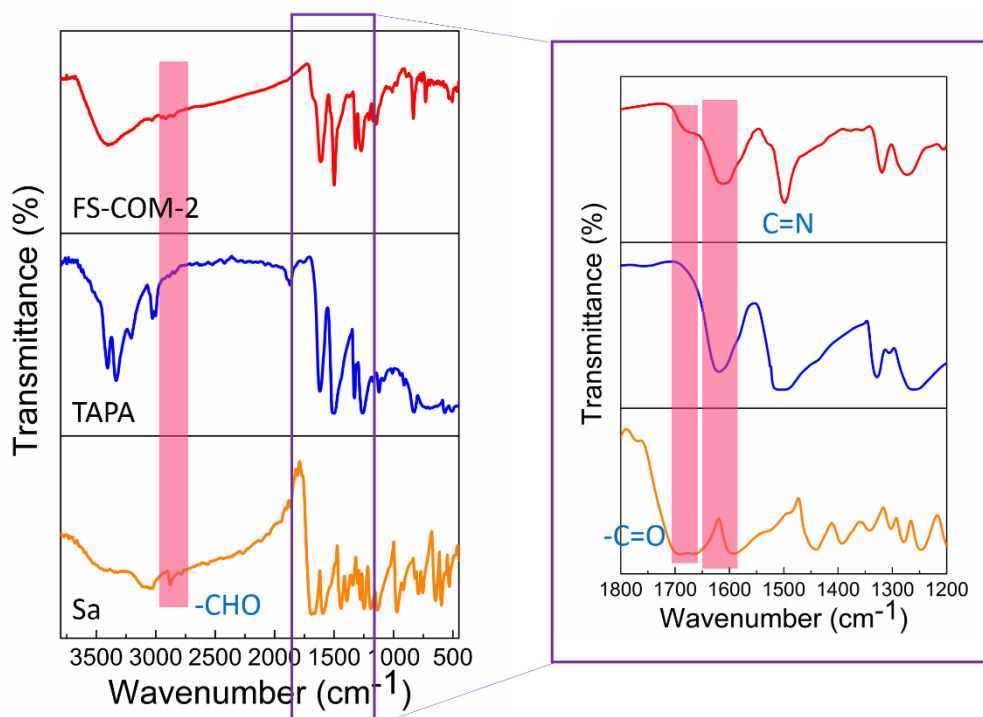 Transmittance (%)
FS-COM-2
TAPA
Sa
-CHO
3500 3000 2500 2000 1500 1000 500
Wavenumber (cm-1)
Transmittance (%)
C=N
-C=O
1800 1700 1600 1500 1400 1300 1200
Wavenumber (cm-1)